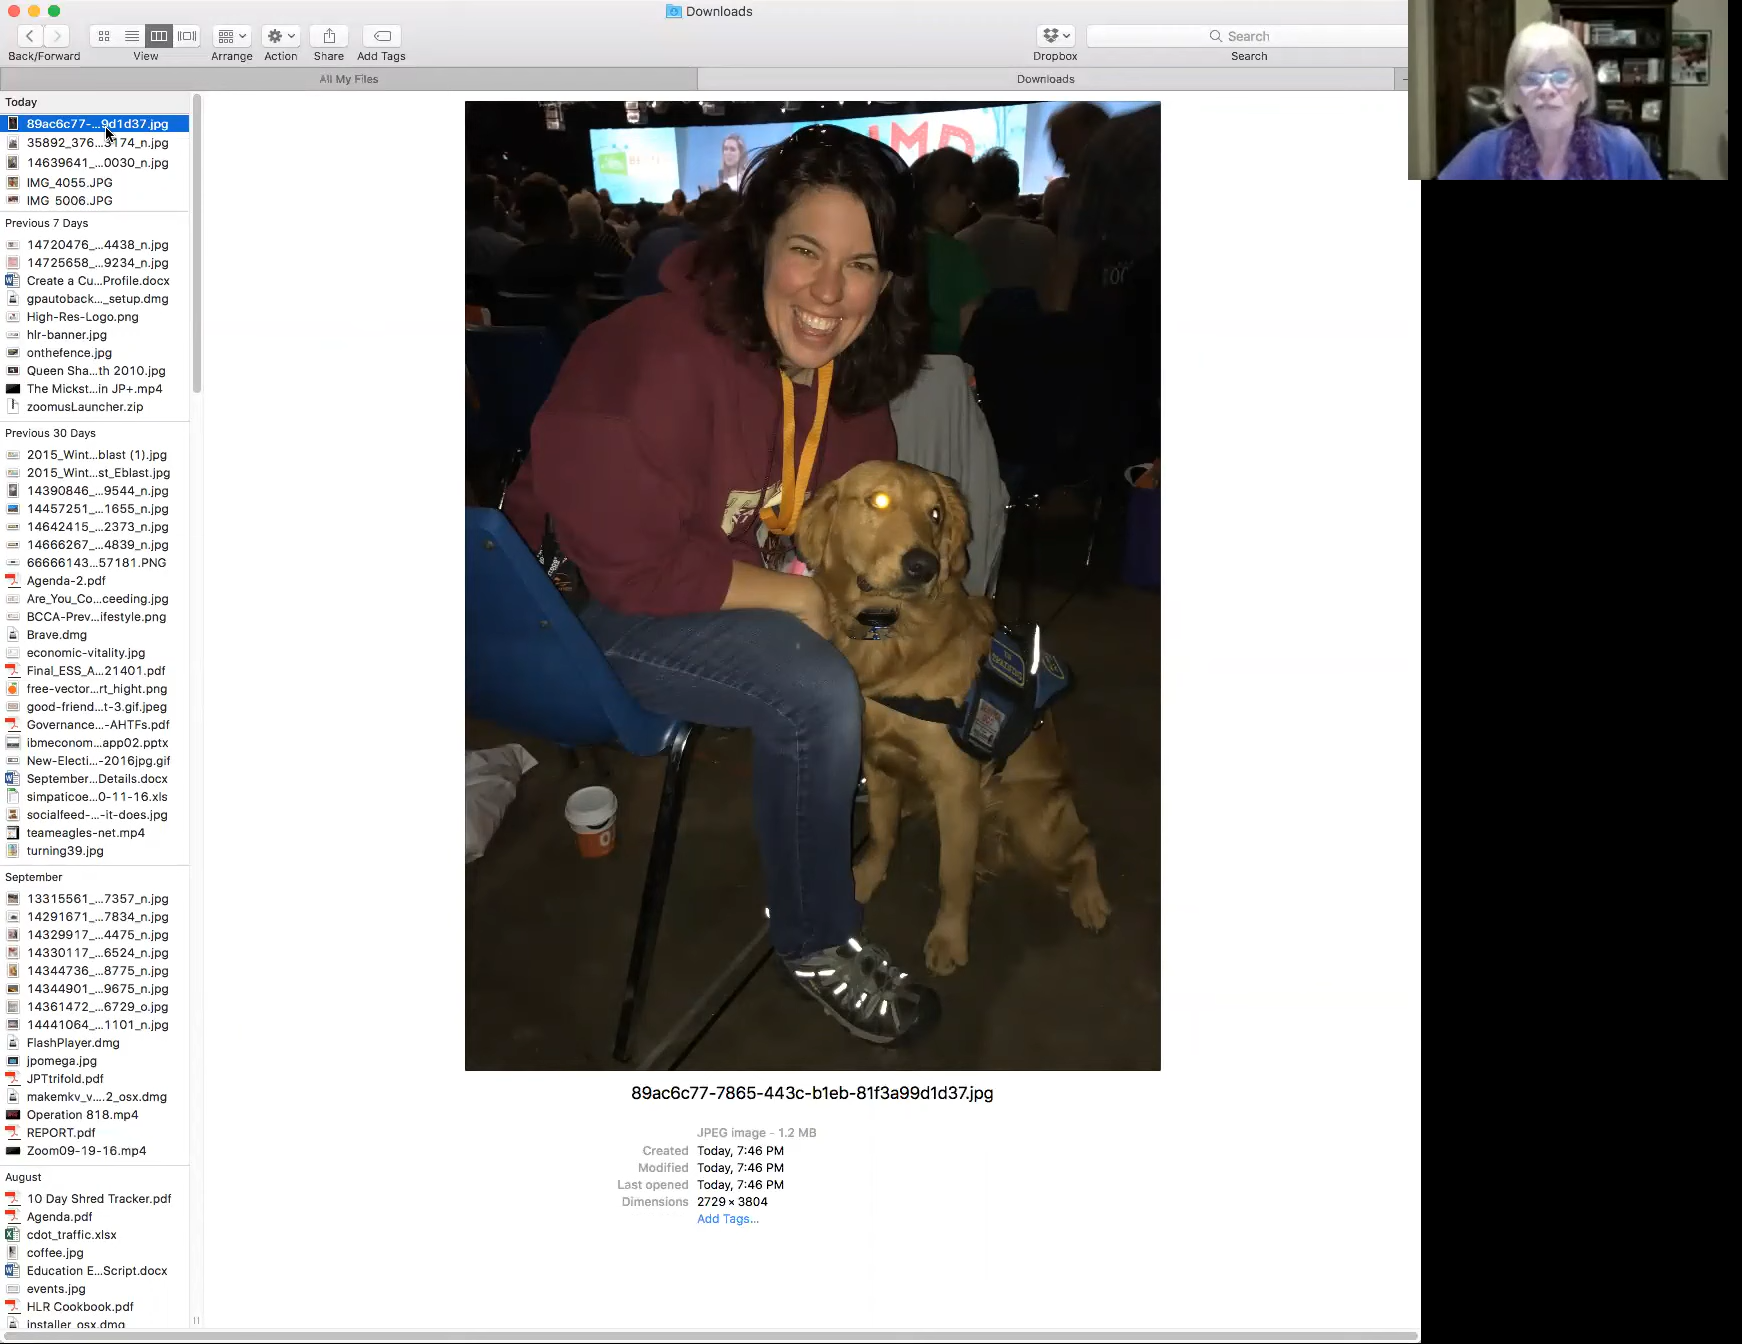 Downloads
Search
Back/Forward
View
Arrange
Action
Share
Add Tags
Dropbox
Search
All My Files
Downloads
Today
89ac6c77-...9d1d37.jpg
35892_376...3174_n.jpg
14639641_...0030_n.jpg
IMG_4055.JPG
IMG_5006.JPG
Previous 7 Days
14720476_...4438_n.jpg
14725658_...9234_n.jpg
Create a Cu...Profile.docx
gpautoback..._setup.dmg
High-Res-Logo.png
hlr-banner.jpg
onthefence.jpg
Queen Sha...th 2010.jpg
The Mickst...in JP+.mp4
zoomusLauncher.zip
Previous 30 Days
2015_Wint...blast (1).jpg
2015_Wint...st_Eblast.jpg
14390846_...9544_n.jpg
14457251_...1655_n.jpg
14642415_...2373_n.jpg
14666267_...4839_n.jpg
66666143...57181.PNG
Agenda-2.pdf
Are_You_Co...ceeding.jpg
BCCA-Prev...ifestyle.png
Brave.dmg
economic-vitality.jpg
Final_ESS_A...21401.pdf
free-vector...rt_hight.png
good-friend...t-3.gif.jpeg
Governance...-AHTFs.pdf
ibmeconom...app02.pptx
New-Electi...-2016jpg.gif
September...Details.docx
simpaticoe...0-11-16.xls
socialfeed-...-it-does.jpg
teameagles-net.mp4
turning39.jpg
September
13315561_...7357_n.jpg
14291671_...7834_n.jpg
14329917_...4475_n.jpg
14330117_...6524_n.jpg
14344736_...8775_n.jpg
14344901_...9675_n.jpg
14361472_...6729_o.jpg
14441064_...1101_n.jpg
FlashPlayer.dmg
jpomega.jpg
JPTtrifold.pdf
makemkv_v....2_osx.dmg
Operation 818.mp4
REPORT.pdf
Zoom09-19-16.mp4
August
10 Day Shred Tracker.pdf
Agenda.pdf
cdot_traffic.xlsx
coffee.jpg
Education E...Script.docx
events.jpg
HLR Cookbook.pdf
installer_osx.dmg
IMD
89ac6c77-7865-443c-b1eb-81f3a99d1d37.jpg
JPEG image - 1.2 MB
Created Today, 7:46 PM
Modified Today, 7:46 PM
Last opened Today, 7:46 PM
Dimensions 2729 × 3804
Add Tags...